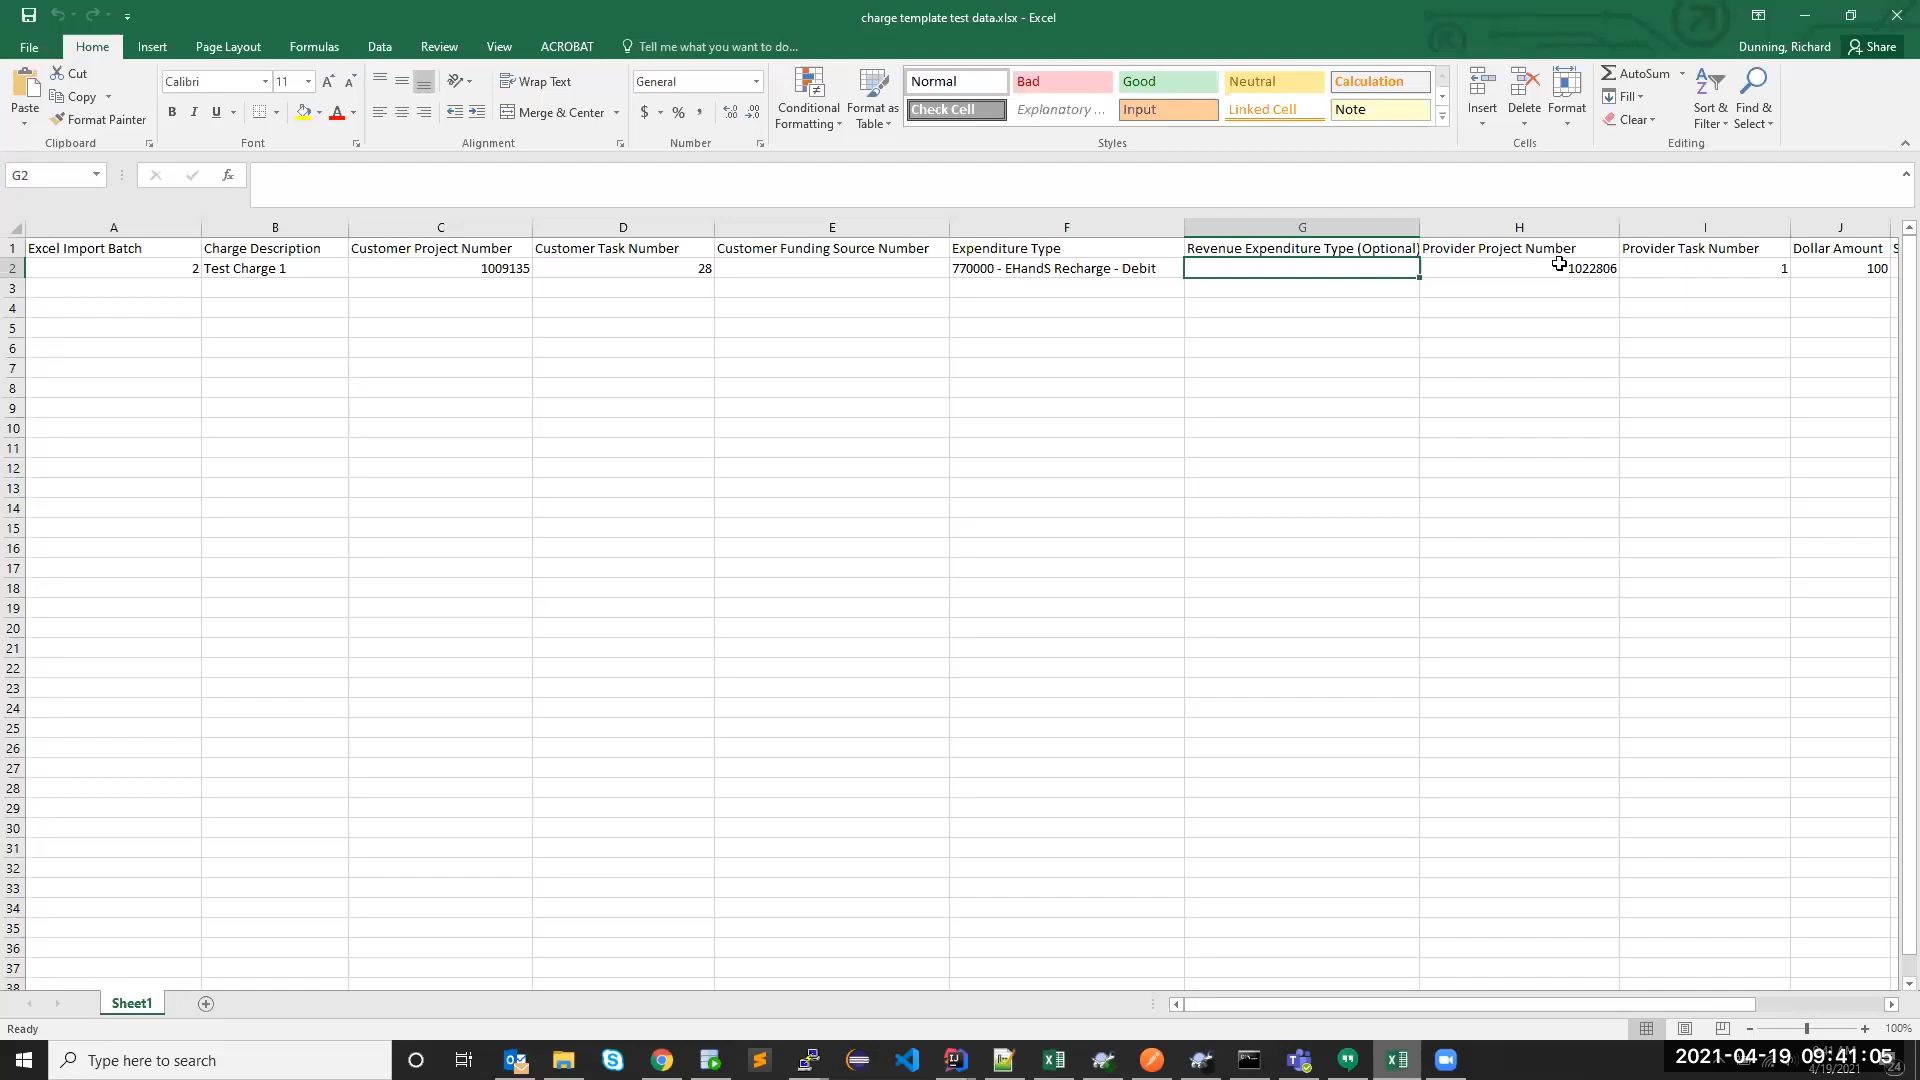 charge template test data.xlsx - Excel
File Home Insert Page Layout Formulas Data Review View ACROBAT Tell me what you want to do... Dunning, Richard Share
Paste Cut Copy Format Painter Clipboard
Calibri 11 B I U A Font
Wrap Text Merge & Center Alignment
General $ % , Number
Conditional Formatting Format as Table
Normal Bad Good Neutral Calculation
Check Cell Explanatory ... Input Linked Cell Note
Styles
Insert Delete Format Cells
AutoSum Fill Clear Sort & Filter Find & Select Editing
G2 fx
A B C D E F G H I J
1 Excel Import Batch Charge Description Customer Project Number Customer Task Number Customer Funding Source Number Expenditure Type Revenue Expenditure Type (Optional) Provider Project Number Provider Task Number Dollar Amount S
2 2 Test Charge 1 1009135 28 770000 - EHandS Recharge - Debit 1022806 1 100
3
4
5
6
7
8
9
10
11
12
13
14
15
16
17
18
19
20
21
22
23
24
25
26
27
28
29
30
31
32
33
34
35
36
37
38
Sheet1
Ready 100%
Type here to search
2021-04-19 09:41:05
4/19/2021